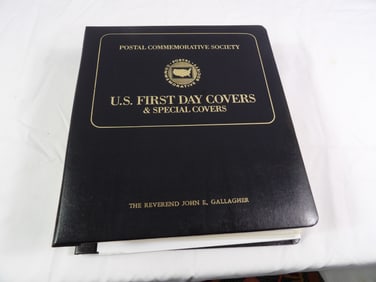 POSTAL COMMEMORATIVE SOCIETY
U.S. FIRST DAY COVERS
& SPECIAL COVERS
THE REVEREND JOHN E. GALLAGHER